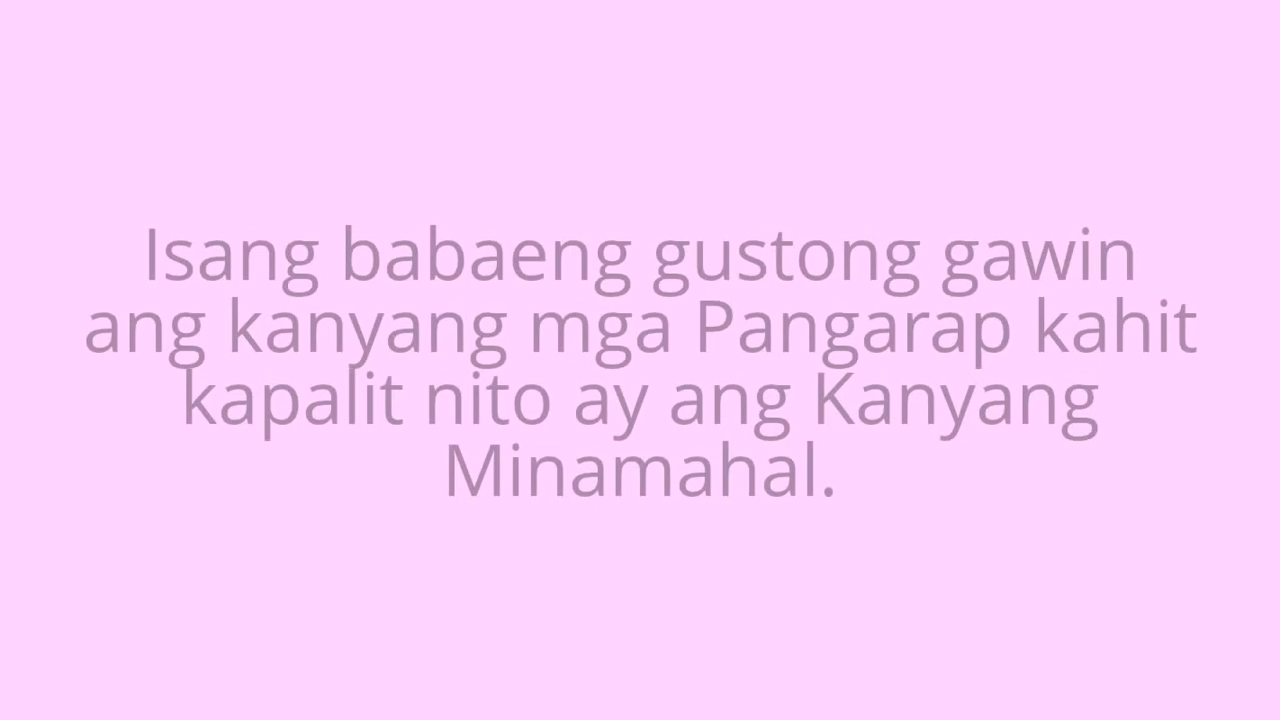 Isang babaeng gustong gawin
ang kanyang mga Pangarap kahit
kapalit nito ay ang Kanyang
Minamahal.